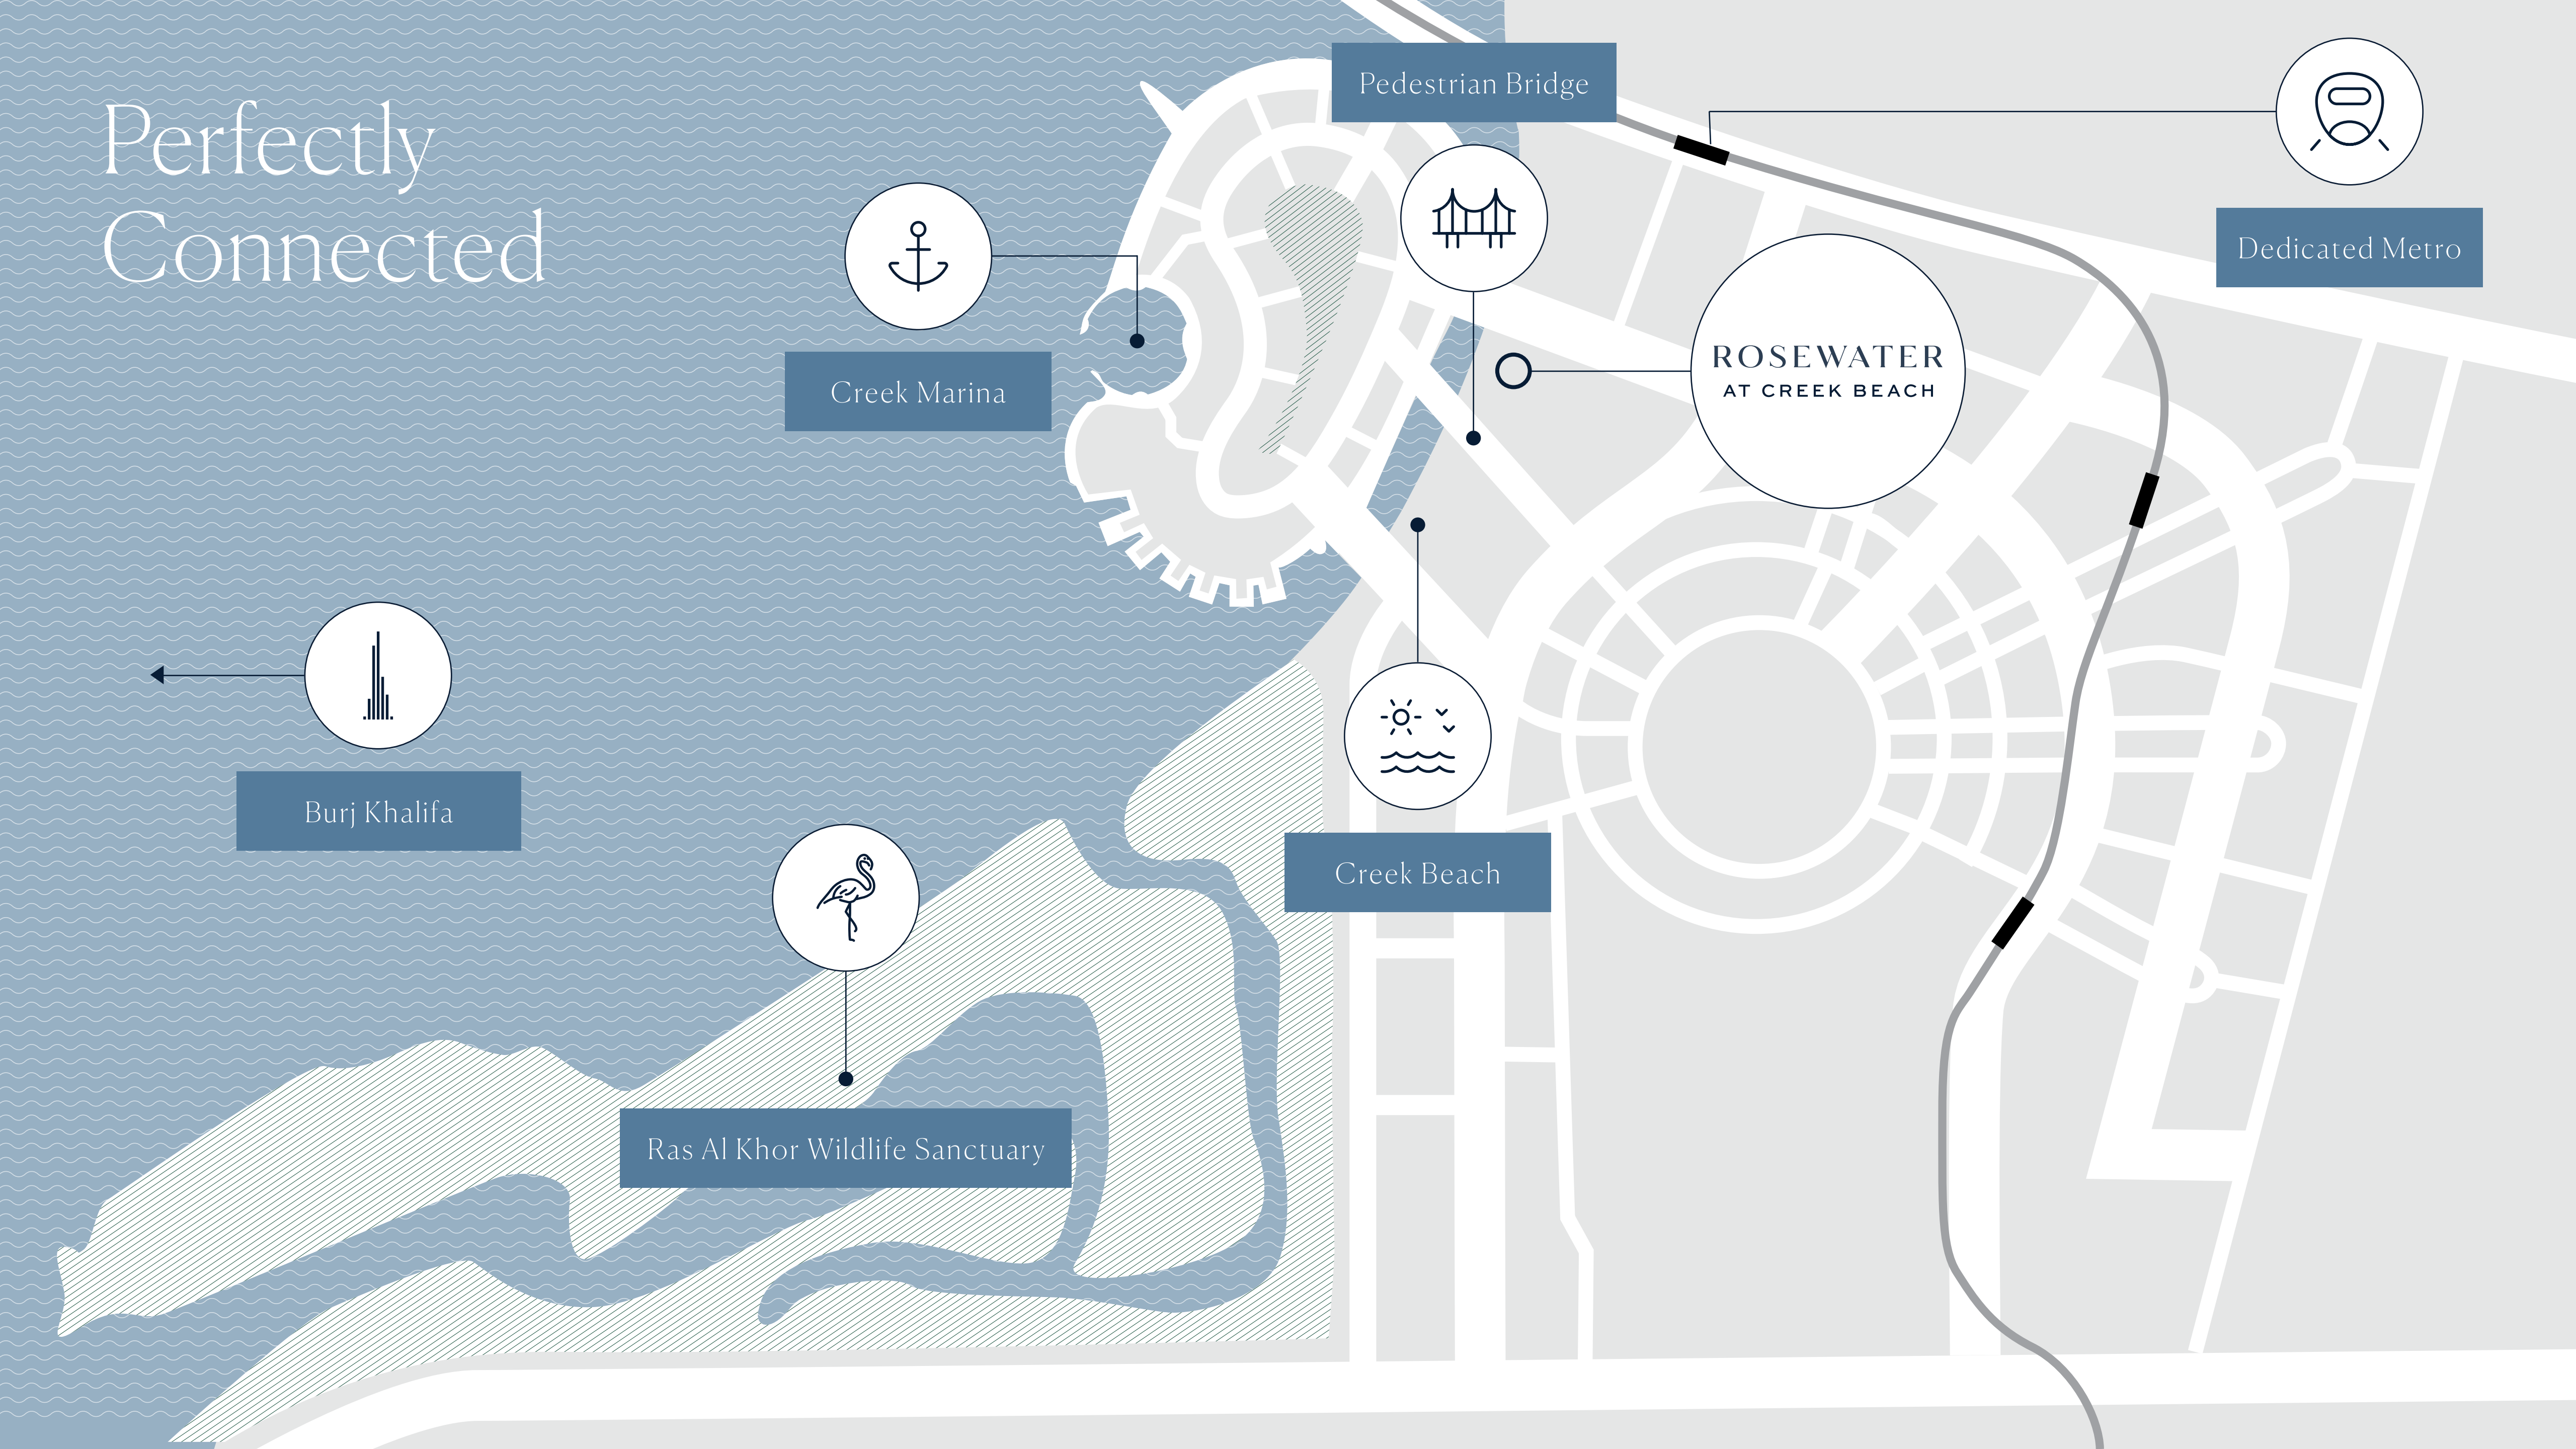 Perfectly
Connected
Pedestrian Bridge
Dedicated Metro
Creek Marina
ROSEWATER
AT CREEK BEACH
Burj Khalifa
Creek Beach
Ras Al Khor Wildlife Sanctuary